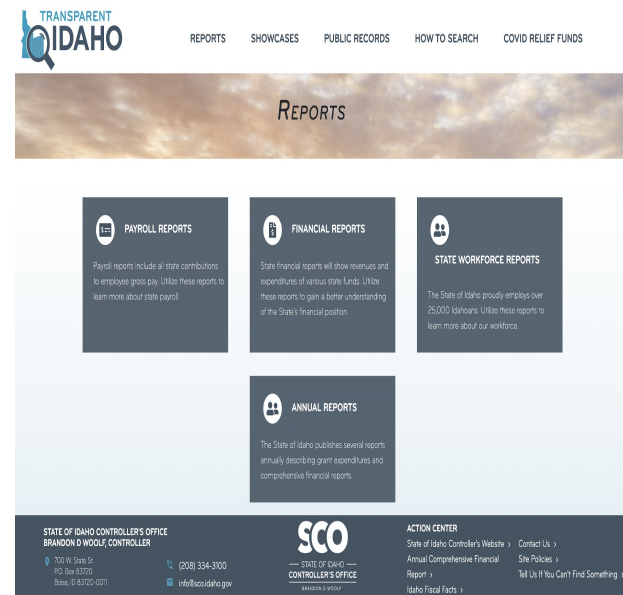 TRANSPARENT
IDAHO
REPORTS
SHOWCASES
PUBLIC RECORDS
HOW TO SEARCH
COVID RELIEF FUNDS
REPORTS
PAYROLL REPORTS
Payroll reports include all state contributions
to employee gross pay. Utilize these reports to
learn more about state payroll.
FINANCIAL REPORTS
State financial reports will show revenues and
expenditures of various state funds. Utilize
these reports to gain a better understanding
of the State's financial position.
STATE WORKFORCE REPORTS
The State of Idaho proudly employs over
25,000 Idahoans. Utilize these reports to
learn more about our workforce.
ANNUAL REPORTS
The State of Idaho publishes several reports
annually describing grant expenditures and
comprehensive financial reports.
STATE OF IDAHO CONTROLLER'S OFFICE
BRANDON D WOOLF, CONTROLLER
700 W. State St
P.O. Box 83720
Boise, ID 83720-0011
(208) 334-3100
info@sco.idaho.gov
SCO
STATE OF IDAHO
CONTROLLER'S OFFICE
BRANDON D WOOLF
ACTION CENTER
State of Idaho Controller's Website ›
Annual Comprehensive Financial
Report ›
Idaho Fiscal Facts ›
Contact Us ›
Site Policies ›
Tell Us If You Can't Find Something ›